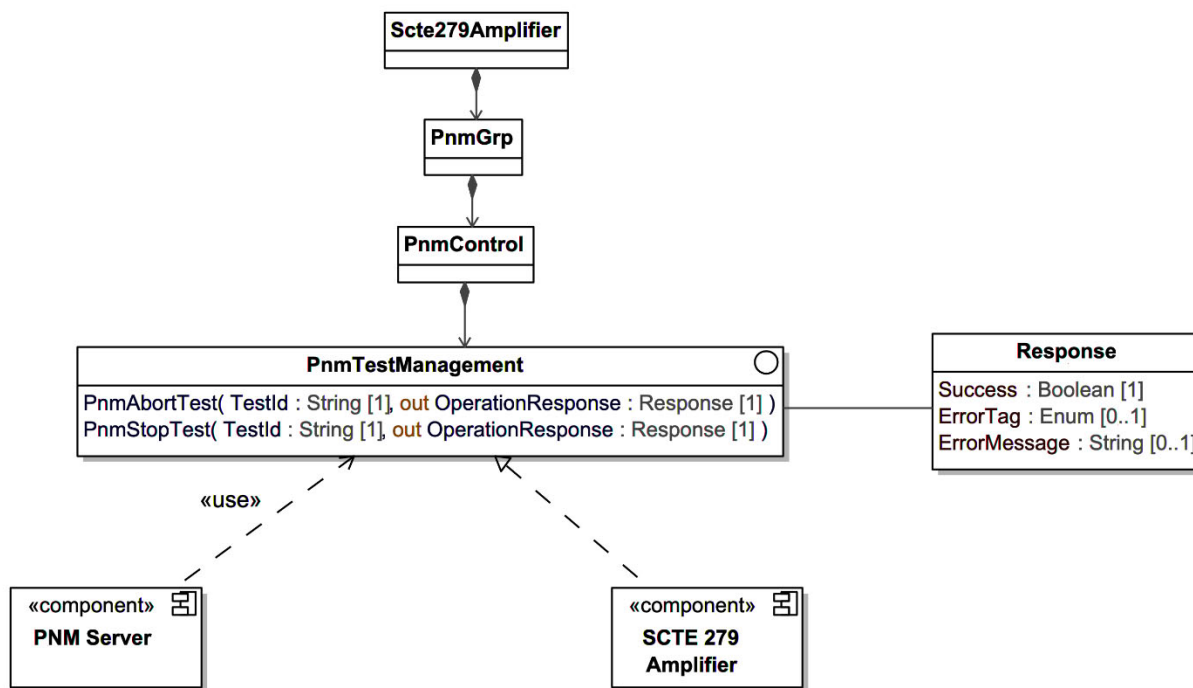 Scte279Amplifier
PnmGrp
PnmControl
PnmTestManagement
PnmAbortTest( TestId : String [1], out OperationResponse : Response [1] )
PnmStopTest( TestId : String [1], out OperationResponse : Response [1] )
Response
Success : Boolean [1]
ErrorTag : Enum [0..1]
ErrorMessage : String [0..1]
«use»
«component»
PNM Server
«component»
SCTE 279
Amplifier